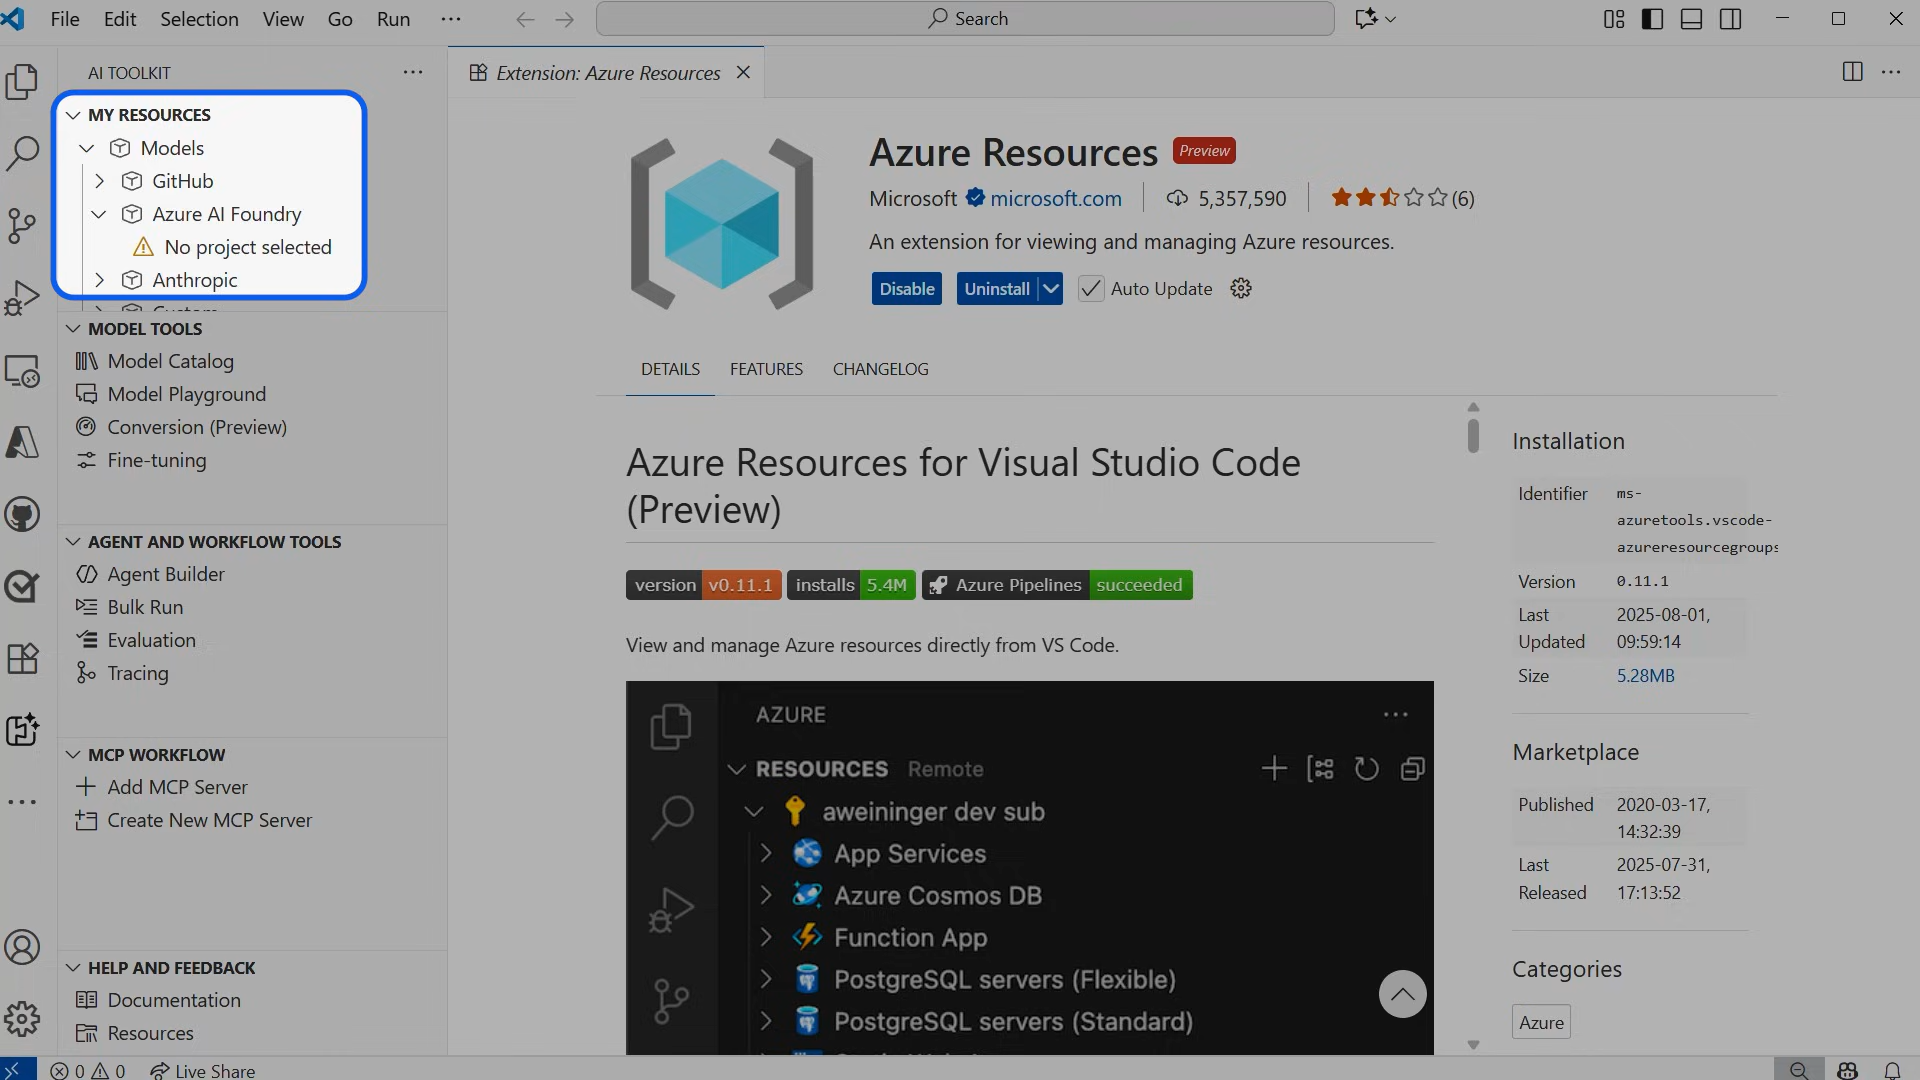 File Edit Selection View Go Run ···
Search
AI TOOLKIT
MY RESOURCES
Models
GitHub
Azure AI Foundry
No project selected
Anthropic
MODEL TOOLS
Model Catalog
Model Playground
Conversion (Preview)
Fine-tuning
AGENT AND WORKFLOW TOOLS
Agent Builder
Bulk Run
Evaluation
Tracing
MCP WORKFLOW
Add MCP Server
Create New MCP Server
HELP AND FEEDBACK
Documentation
Resources
Extension: Azure Resources
Azure Resources Preview
Microsoft microsoft.com 5,357,590 (6)
An extension for viewing and managing Azure resources.
Disable Uninstall Auto Update
DETAILS FEATURES CHANGELOG
Azure Resources for Visual Studio Code
(Preview)
version v0.11.1 installs 5.4M Azure Pipelines succeeded
View and manage Azure resources directly from VS Code.
AZURE
RESOURCES Remote
aweininger dev sub
App Services
Azure Cosmos DB
Function App
PostgreSQL servers (Flexible)
PostgreSQL servers (Standard)
Installation
Identifier ms-
azuretools.vscode-
azureresourcegroups
Version 0.11.1
Last 2025-08-01,
Updated 09:59:14
Size 5.28MB
Marketplace
Published 2020-03-17,
14:32:39
Last 2025-07-31,
Released 17:13:52
Categories
Azure
0 0 Live Share